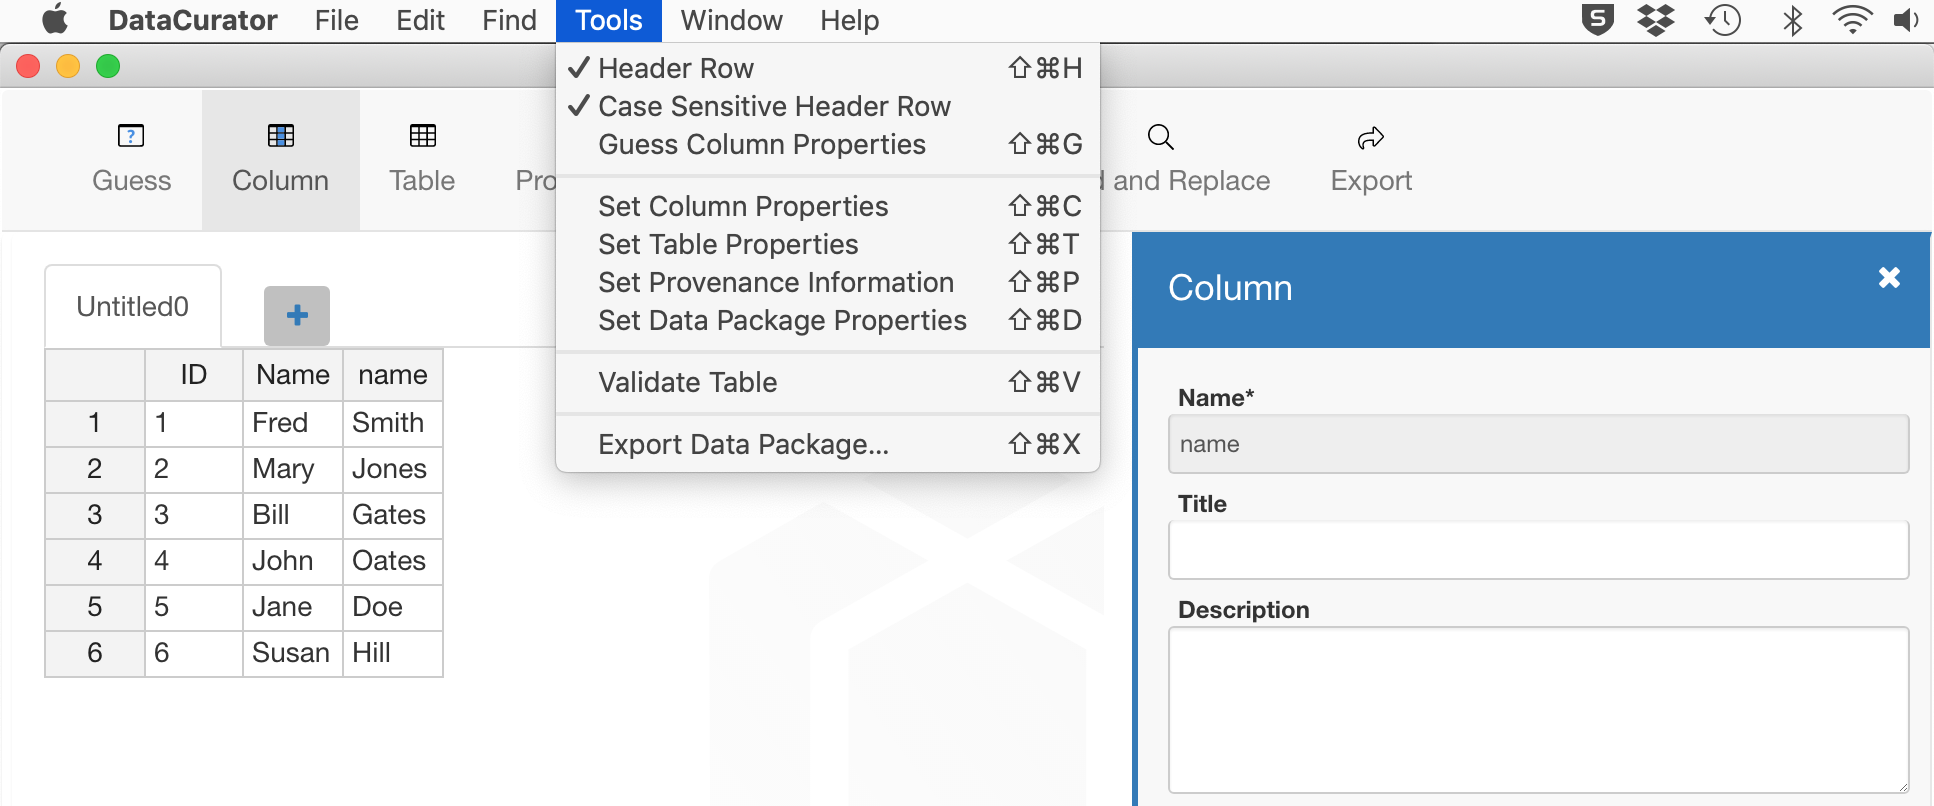 DataCurator File Edit Find Tools Window Help
✓ Header Row ⇧⌘H
✓ Case Sensitive Header Row
Guess Column Properties ⇧⌘G
Set Column Properties ⇧⌘C
Set Table Properties ⇧⌘T
Set Provenance Information ⇧⌘P
Set Data Package Properties ⇧⌘D
Validate Table ⇧⌘V
Export Data Package... ⇧⌘X
Guess Column Table and Replace Export
Untitled0 +
ID Name name
1 1 Fred Smith
2 2 Mary Jones
3 3 Bill Gates
4 4 John Oates
5 5 Jane Doe
6 6 Susan Hill
Column
Name*
name
Title
Description